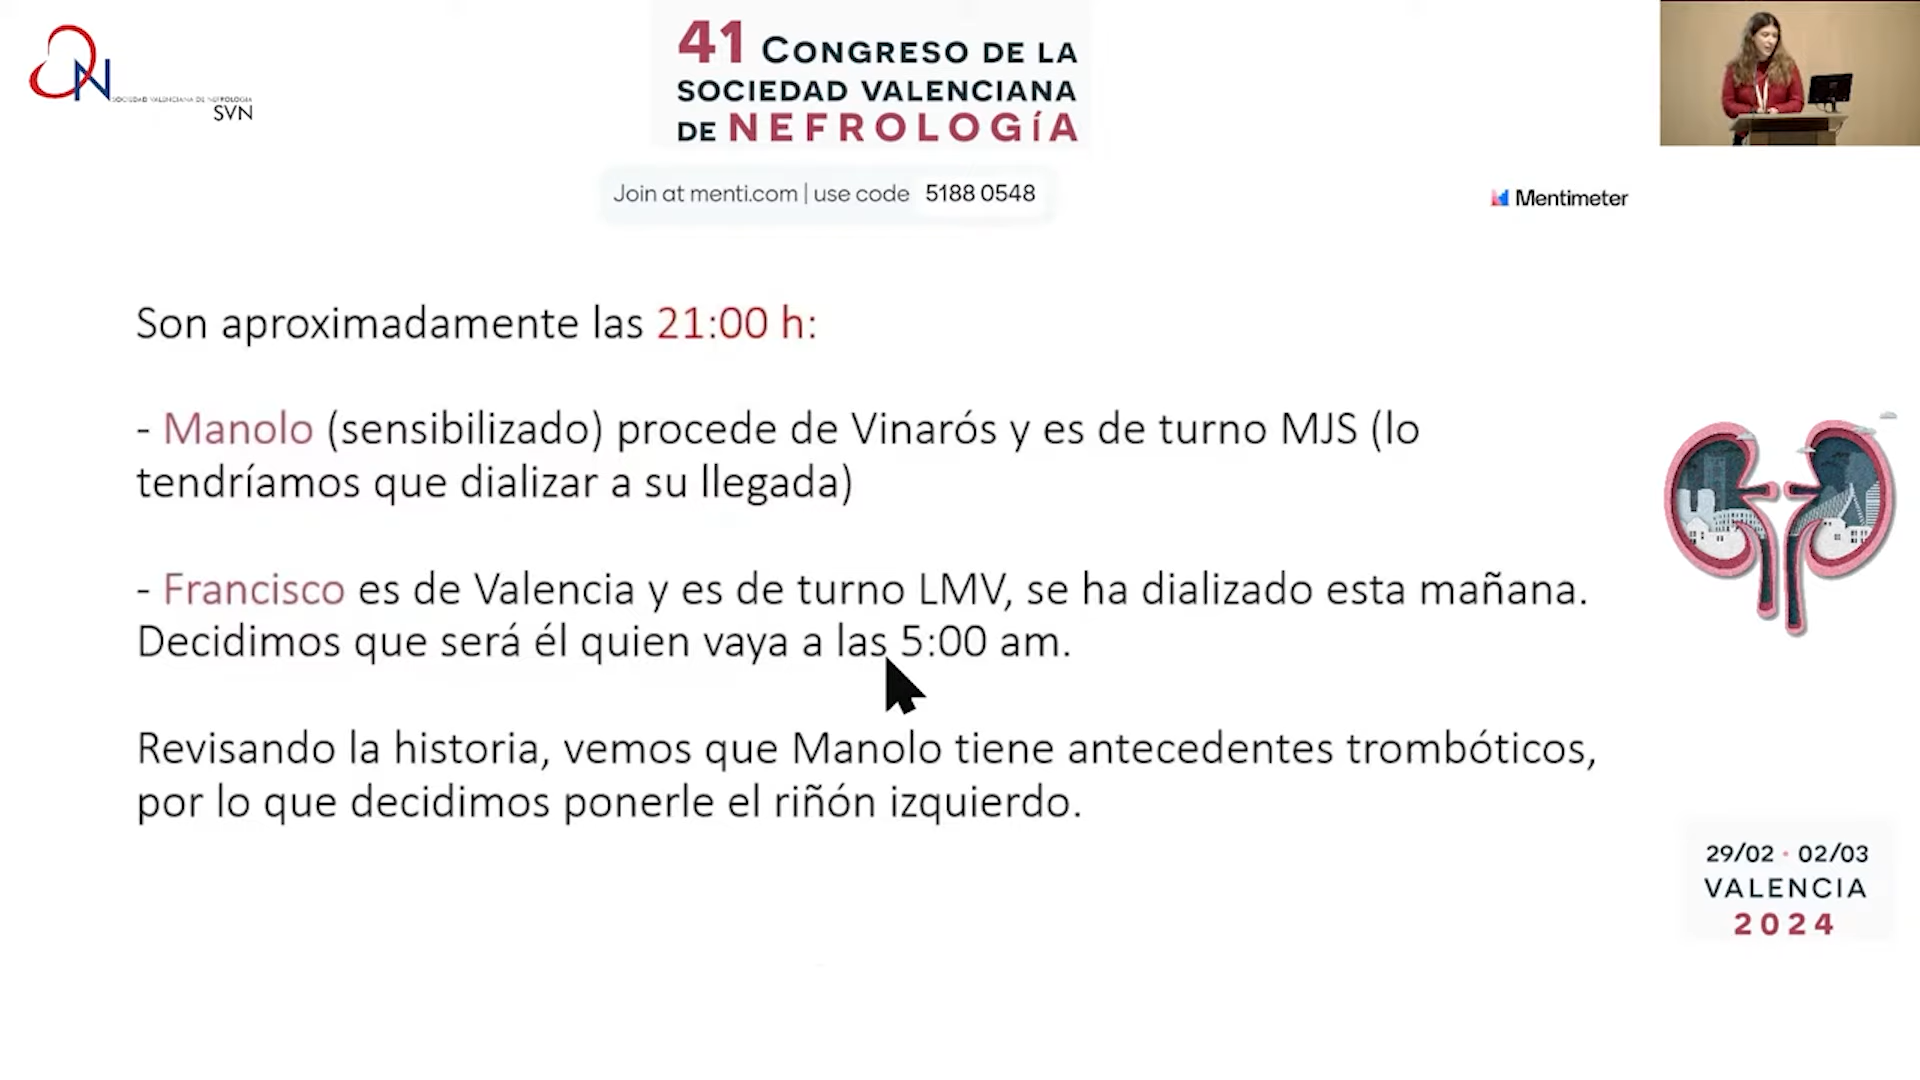 N
SOCIEDAD VALENCIANA DE NEFROLOGIA
SVN
41 CONGRESO DE LA
SOCIEDAD VALENCIANA
DE NEFROLOGÍA
Join at menti.com | use code 5188 0548
Mentimeter
Son aproximadamente las 21:00 h:
- Manolo (sensibilizado) procede de Vinarós y es de turno MJS (lo
tendríamos que dializar a su llegada)
- Francisco es de Valencia y es de turno LMV, se ha dializado esta mañana.
Decidimos que será él quien vaya a las 5:00 am.
Revisando la historia, vemos que Manolo tiene antecedentes trombóticos,
por lo que decidimos ponerle el riñón izquierdo.
29/02 · 02/03
VALENCIA
2024